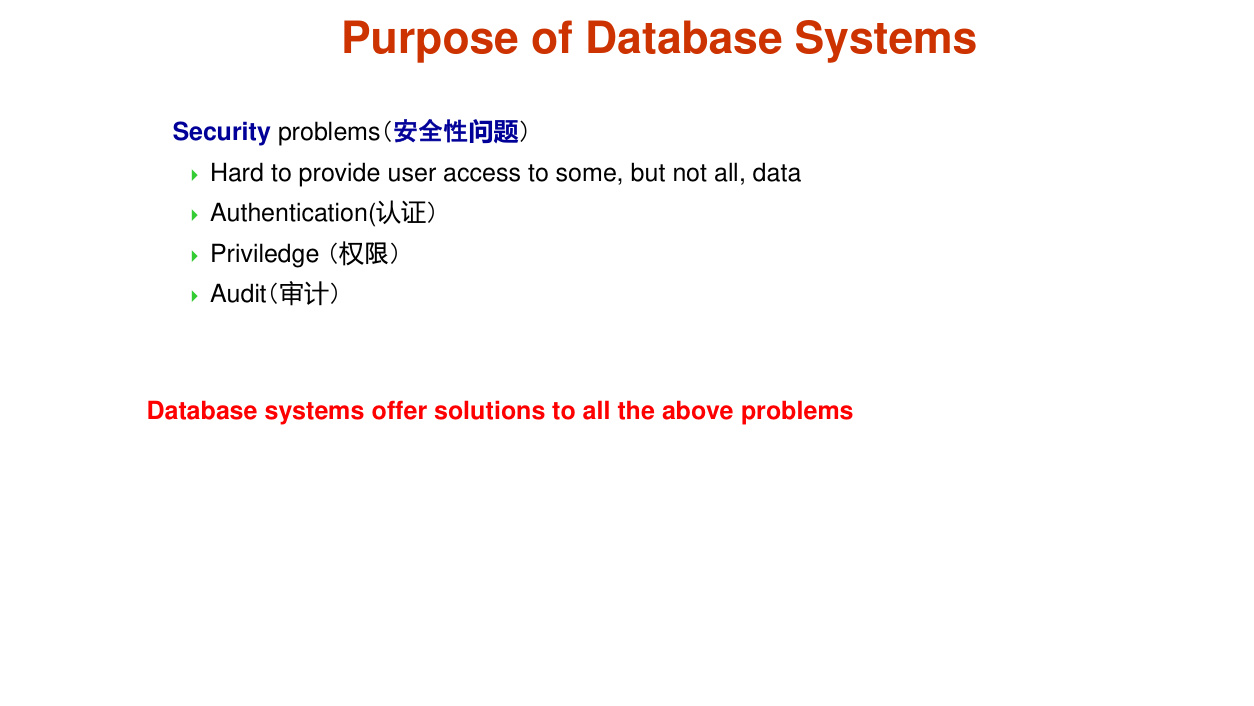 Purpose of Database Systems
Security problems（安全性问题）
Hard to provide user access to some, but not all, data
Authentication(认证）
Priviledge （权限）
Audit（审计）
Database systems offer solutions to all the above problems